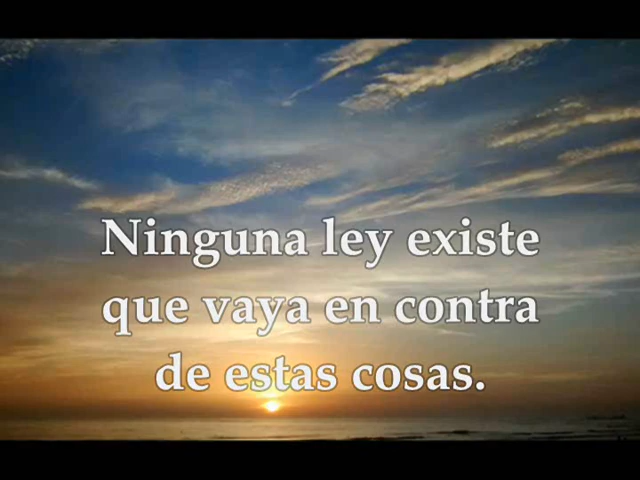 Ninguna ley existe
que vaya en contra
de estas cosas.